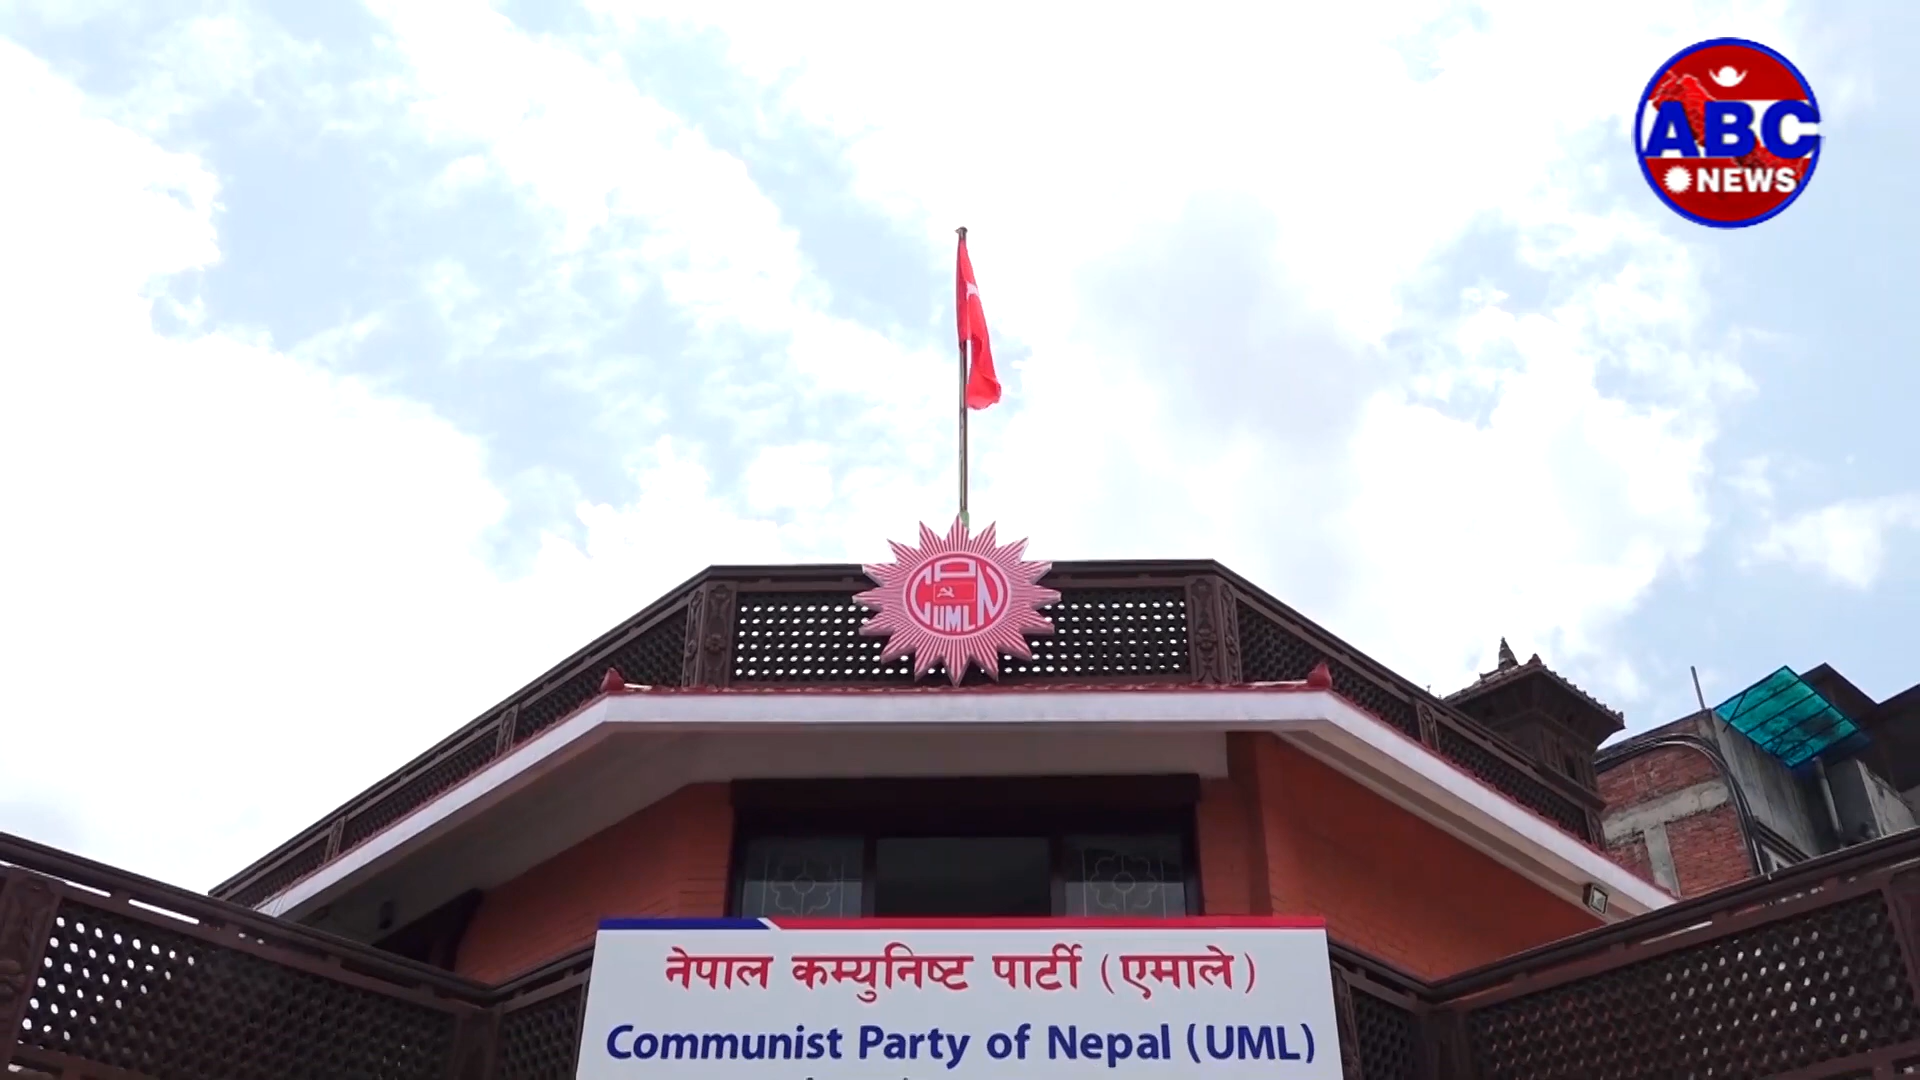 ABC
NEWS
CPN
UML
नेपाल कम्युनिष्ट पार्टी (एमाले)
Communist Party of Nepal (UML)